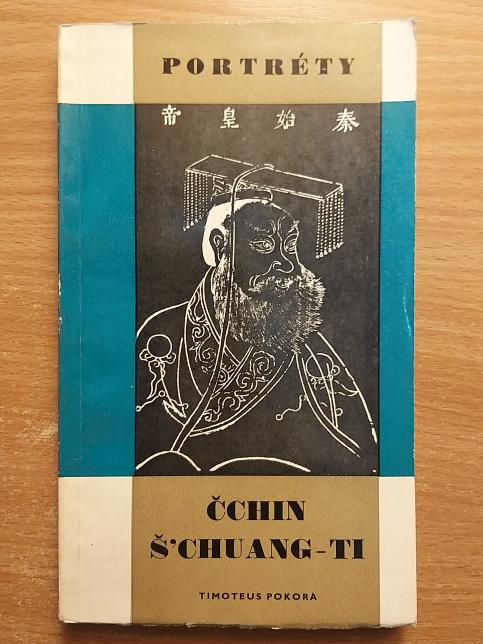 PORTRÉTY
秦始皇帝
ČCHIN
Š’CHUANG-TI
TIMOTEUS POKORA